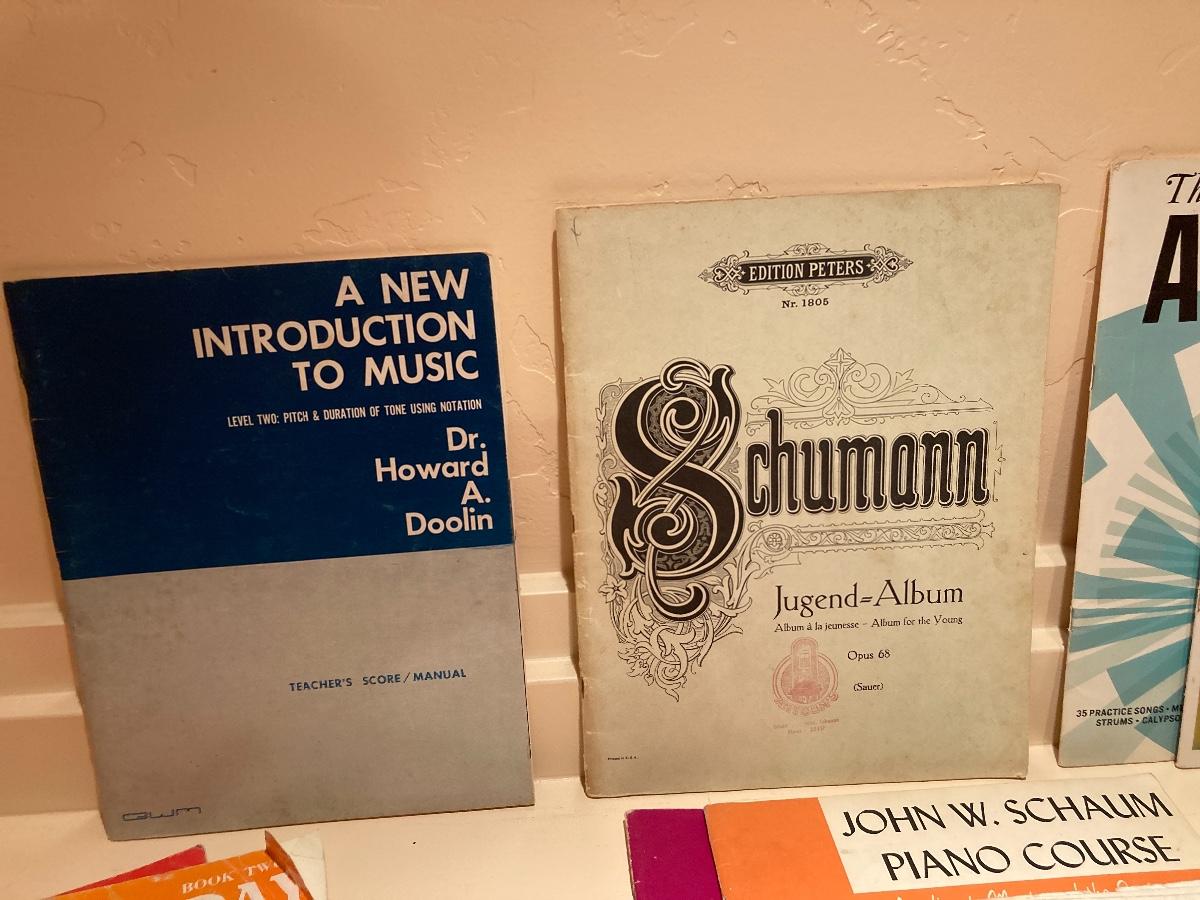 A NEW
INTRODUCTION
TO MUSIC
LEVEL TWO: PITCH & DURATION OF TONE USING NOTATION
Dr.
Howard
A.
Doolin
TEACHER'S SCORE/MANUAL
GWM
EDITION PETERS
Nr. 1805
Schumann
Jugend=Album
Album à la jeunesse – Album for the Young
Opus 68
(Sauer)
Th
A
35 PRACTICE SONGS •
STRUMS • CALYPSO
BOOK TWO
JOHN W. SCHAUM
PIANO COURSE